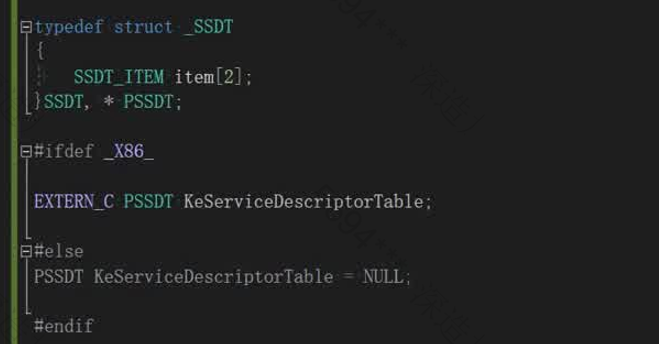 typedef struct _SSDT
{
SSDT_ITEM item[2];
}SSDT, * PSSDT;
#ifdef _X86_
EXTERN_C PSSDT KeServiceDescriptorTable;
#else
PSSDT KeServiceDescriptorTable = NULL;
#endif